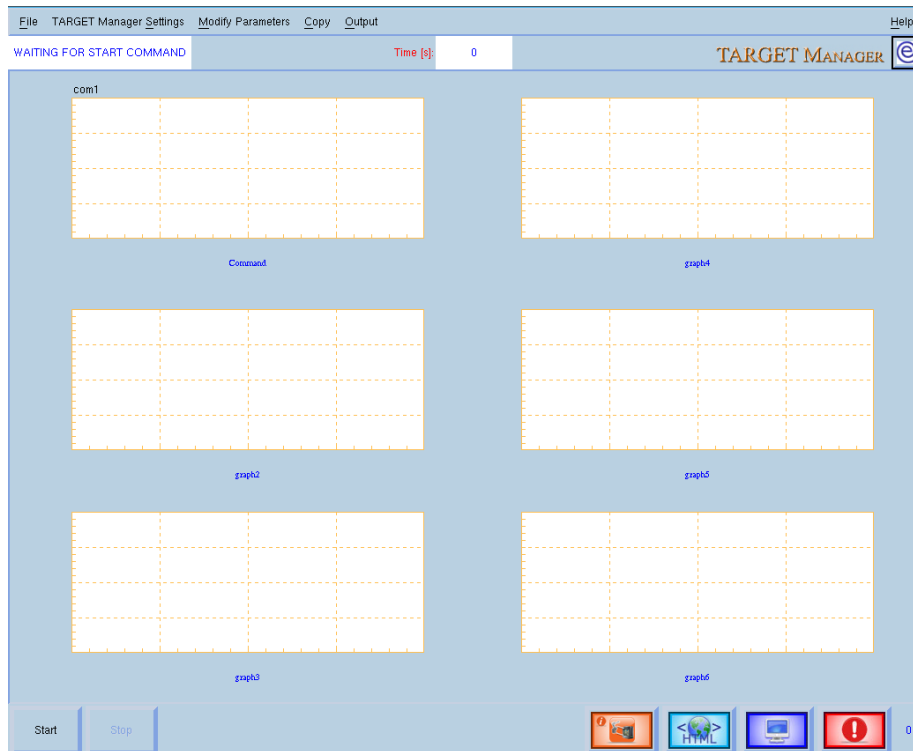 File TARGET Manager Settings Modify Parameters Copy Output Help
WAITING FOR START COMMAND Time [s]: 0 TARGET MANAGER e
com1
Command graph4
graph2 graph5
graph3 graph6
Start Stop i <HTML> ! 0